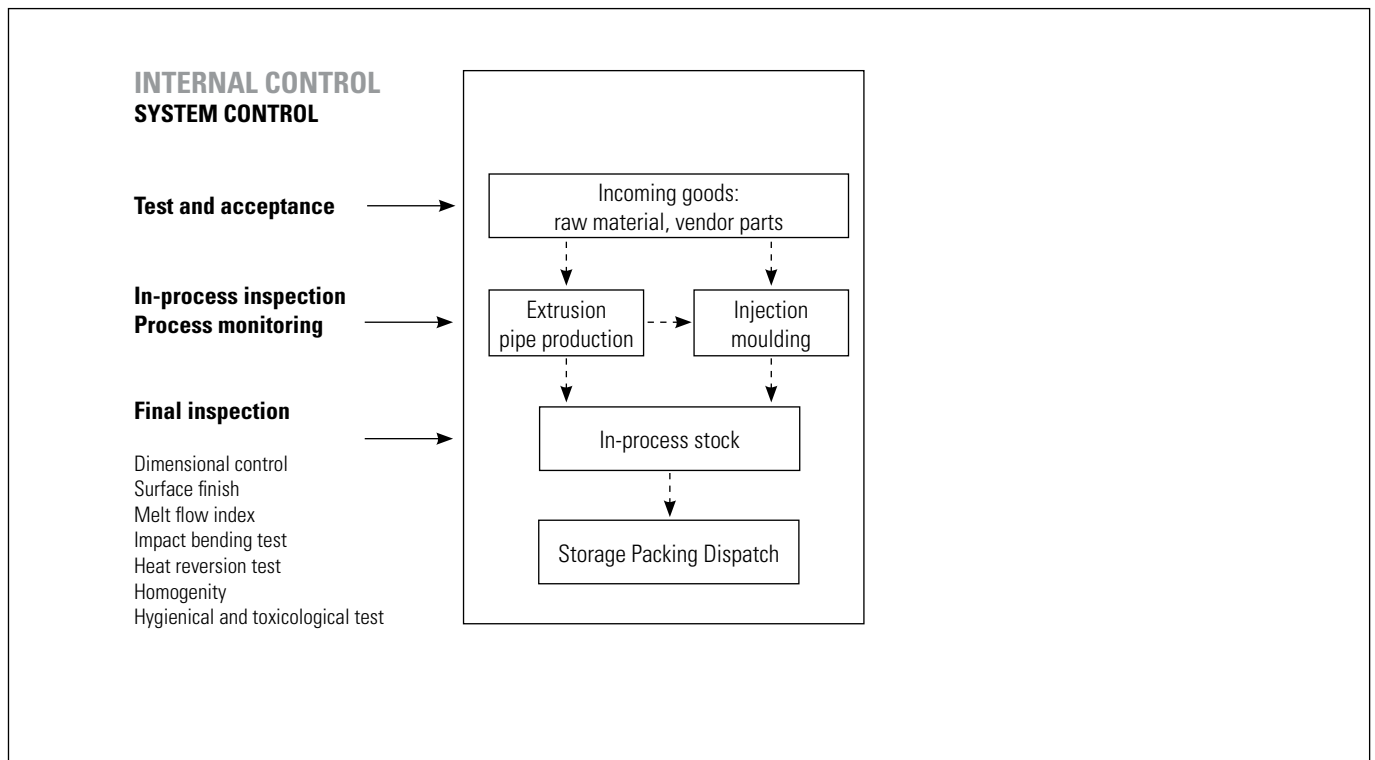 INTERNAL CONTROL
SYSTEM CONTROL
Test and acceptance
Incoming goods:
raw material, vendor parts
In-process inspection
Process monitoring
Extrusion
pipe production
Injection
moulding
Final inspection
In-process stock
Dimensional control
Surface finish
Melt flow index
Impact bending test
Heat reversion test
Homogenity
Hygienical and toxicological test
Storage Packing Dispatch